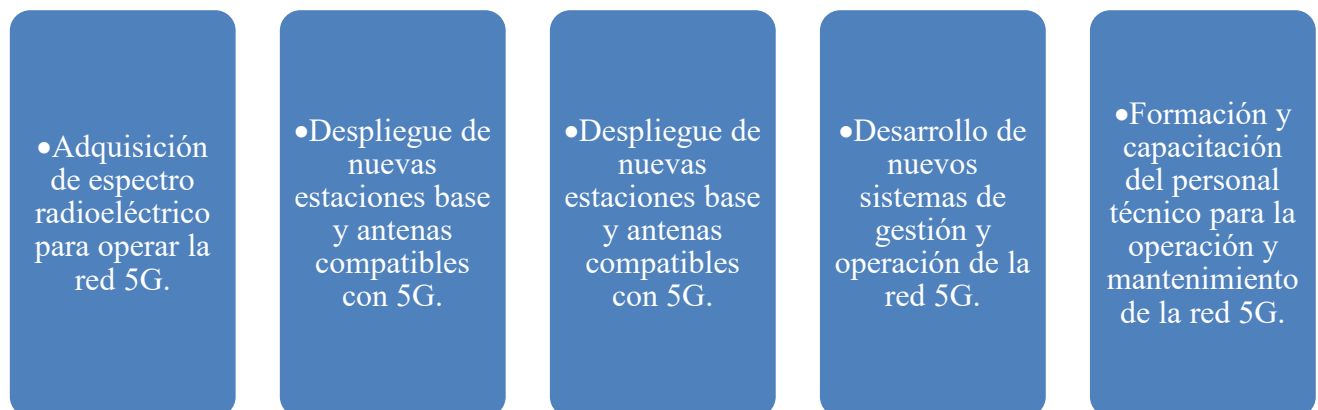 •Adquisición
de espectro
radioeléctrico
para operar la
red 5G.
•Despliegue de
nuevas
estaciones base
y antenas
compatibles
con 5G.
•Despliegue de
nuevas
estaciones base
y antenas
compatibles
con 5G.
•Desarrollo de
nuevos
sistemas de
gestión y
operación de la
red 5G.
•Formación y
capacitación
del personal
técnico para la
operación y
mantenimiento
de la red 5G.